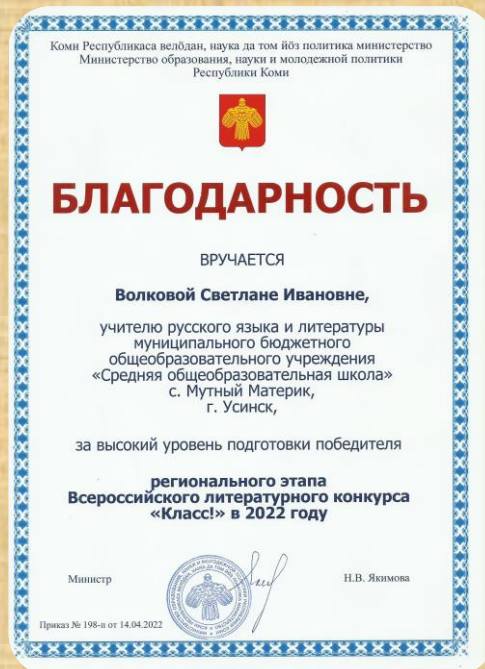 Коми Республикаса велӧдан, наука да том йӧз политика министерство
Министерство образования, науки и молодежной политики
Республики Коми
БЛАГОДАРНОСТЬ
ВРУЧАЕТСЯ
Волковой Светлане Ивановне,
учителю русского языка и литературы
муниципального бюджетного
общеобразовательного учреждения
«Средняя общеобразовательная школа»
с. Мутный Материк,
г. Усинск,
за высокий уровень подготовки победителя
регионального этапа
Всероссийского литературного конкурса
«Класс!» в 2022 году
Министр
Н.В. Якимова
Приказ № 198-п от 14.04.2022